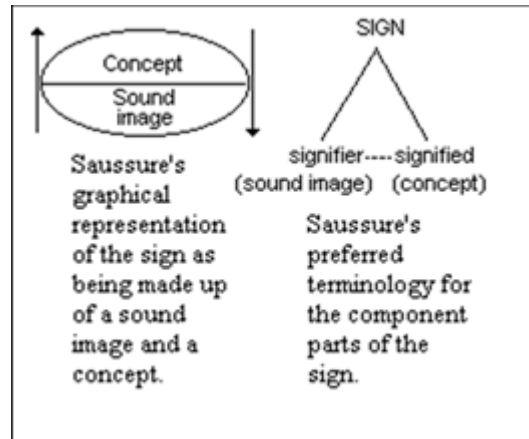 Concept
Sound
image
Saussure's
graphical
representation
of the sign as
being made up
of a sound
image and a
concept.
SIGN
signifier----signified
(sound image) (concept)
Saussure's
preferred
terminology for
the component
parts of the
sign.